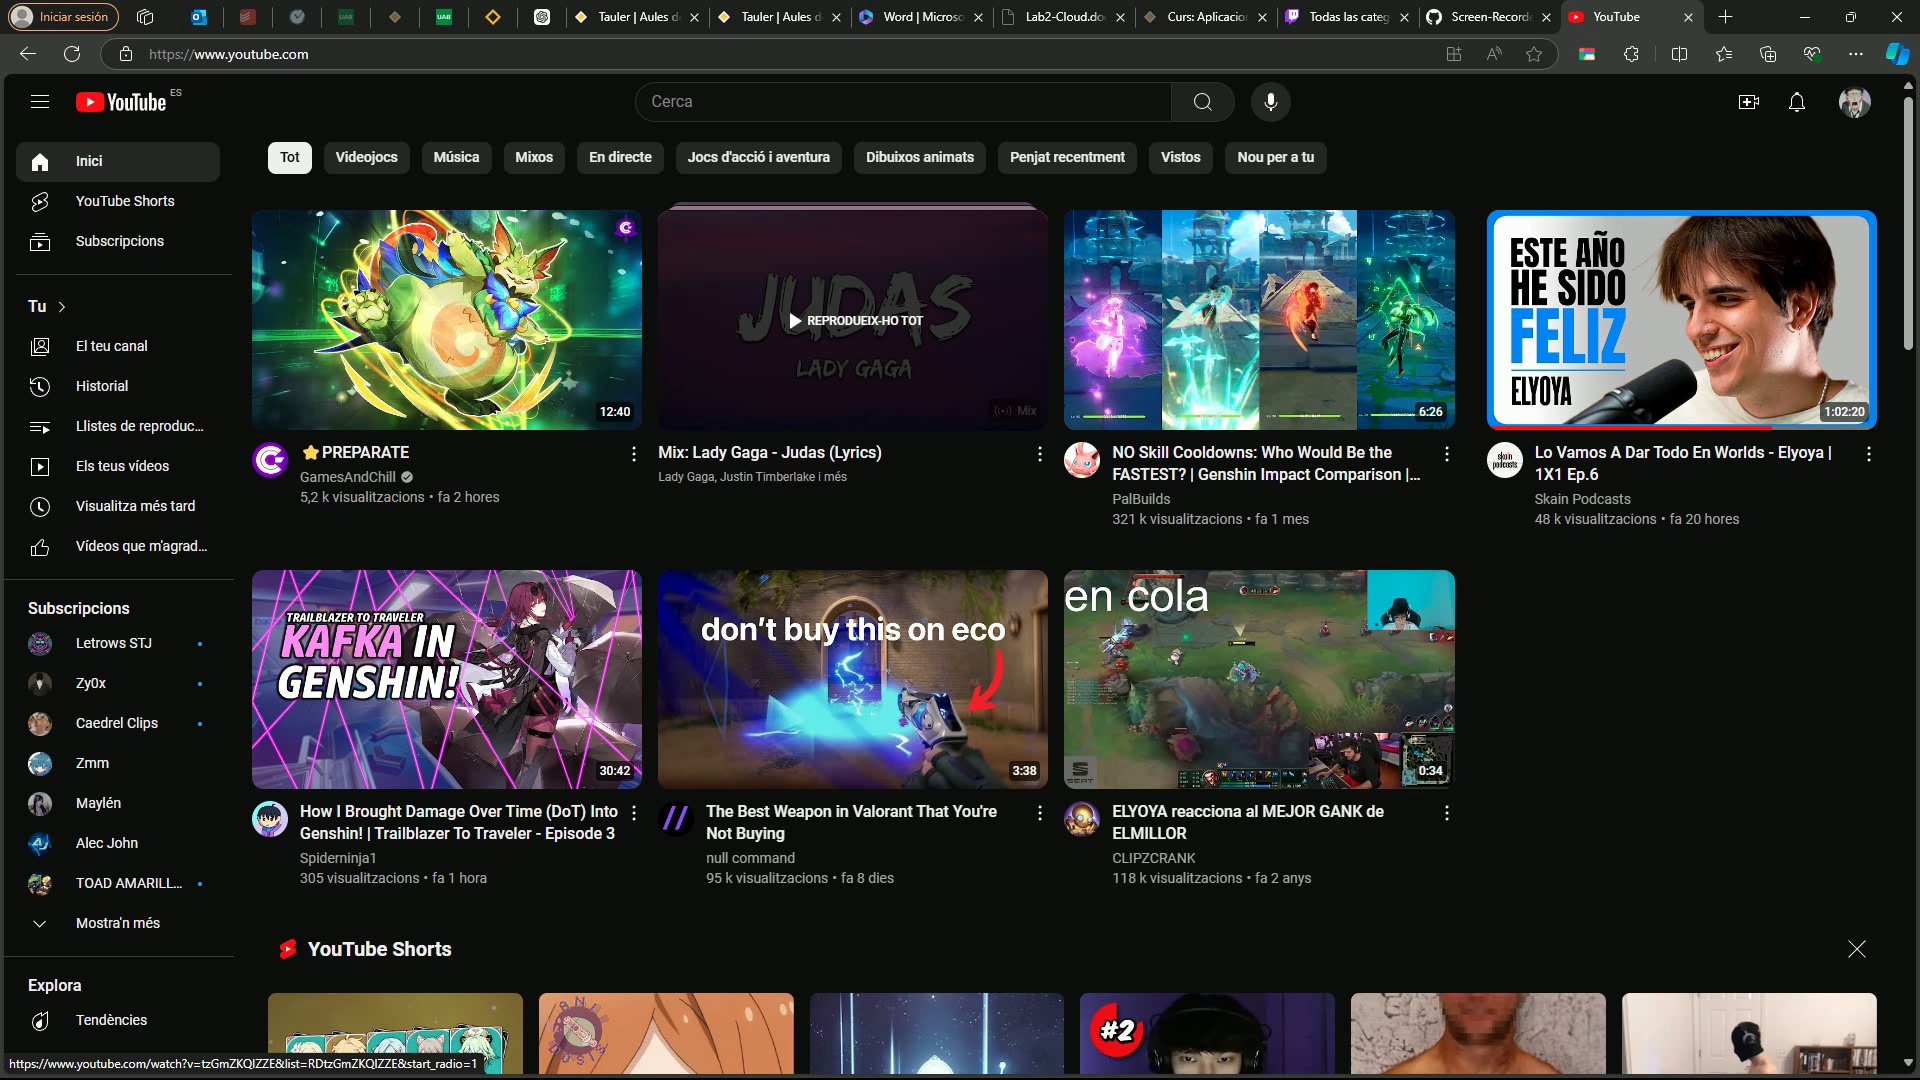 Iniciar sesión
Tauler | Aules d
Tauler | Aules d
Word | Micros
Lab2-Cloud.do
Curs: Aplicacio
Todas las categ
Screen-Record
YouTube
https://www.youtube.com
YouTube ES
Cerca
Tot
Videojocs
Música
Mixos
En directe
Jocs d'acció i aventura
Dibuixos animats
Penjat recentment
Vistos
Nou per a tu
Inici
YouTube Shorts
Subscripcions
Tu
El teu canal
Historial
Llistes de reproduc...
Els teus vídeos
Visualitza més tard
Vídeos que m'agrad...
Subscripcions
Letrows STJ
Zy0x
Caedrel Clips
Zmm
Maylén
Alec John
TOAD AMARILL...
Mostra'n més
Explora
Tendències
12:40
⭐PREPARATE
GamesAndChill
5,2 k visualitzacions • fa 2 hores
JUDAS
REPRODUEIX-HO TOT
LADY GAGA
Mix
Mix: Lady Gaga - Judas (Lyrics)
Lady Gaga, Justin Timberlake i més
6:26
NO Skill Cooldowns: Who Would Be the
FASTEST? | Genshin Impact Comparison |...
PalBuilds
321 k visualitzacions • fa 1 mes
ESTE AÑO
HE SIDO
FELIZ
ELYOYA
1:02:20
skain
podcasts
Lo Vamos A Dar Todo En Worlds - Elyoya |
1X1 Ep.6
Skain Podcasts
48 k visualitzacions • fa 20 hores
TRAILBLAZER TO TRAVELER
KAFKA IN
GENSHIN!
30:42
How I Brought Damage Over Time (DoT) Into
Genshin! | Trailblazer To Traveler - Episode 3
Spiderninja1
305 visualitzacions • fa 1 hora
don't buy this on eco
3:38
The Best Weapon in Valorant That You're
Not Buying
null command
95 k visualitzacions • fa 8 dies
en cola
SEAT
0:34
ELYOYA reacciona al MEJOR GANK de
ELMILLOR
CLIPZCRANK
118 k visualitzacions • fa 2 anys
YouTube Shorts
#2
https://www.youtube.com/watch?v=tzGmZKQIZZE&list=RDtzGmZKQIZZE&start_radio=1